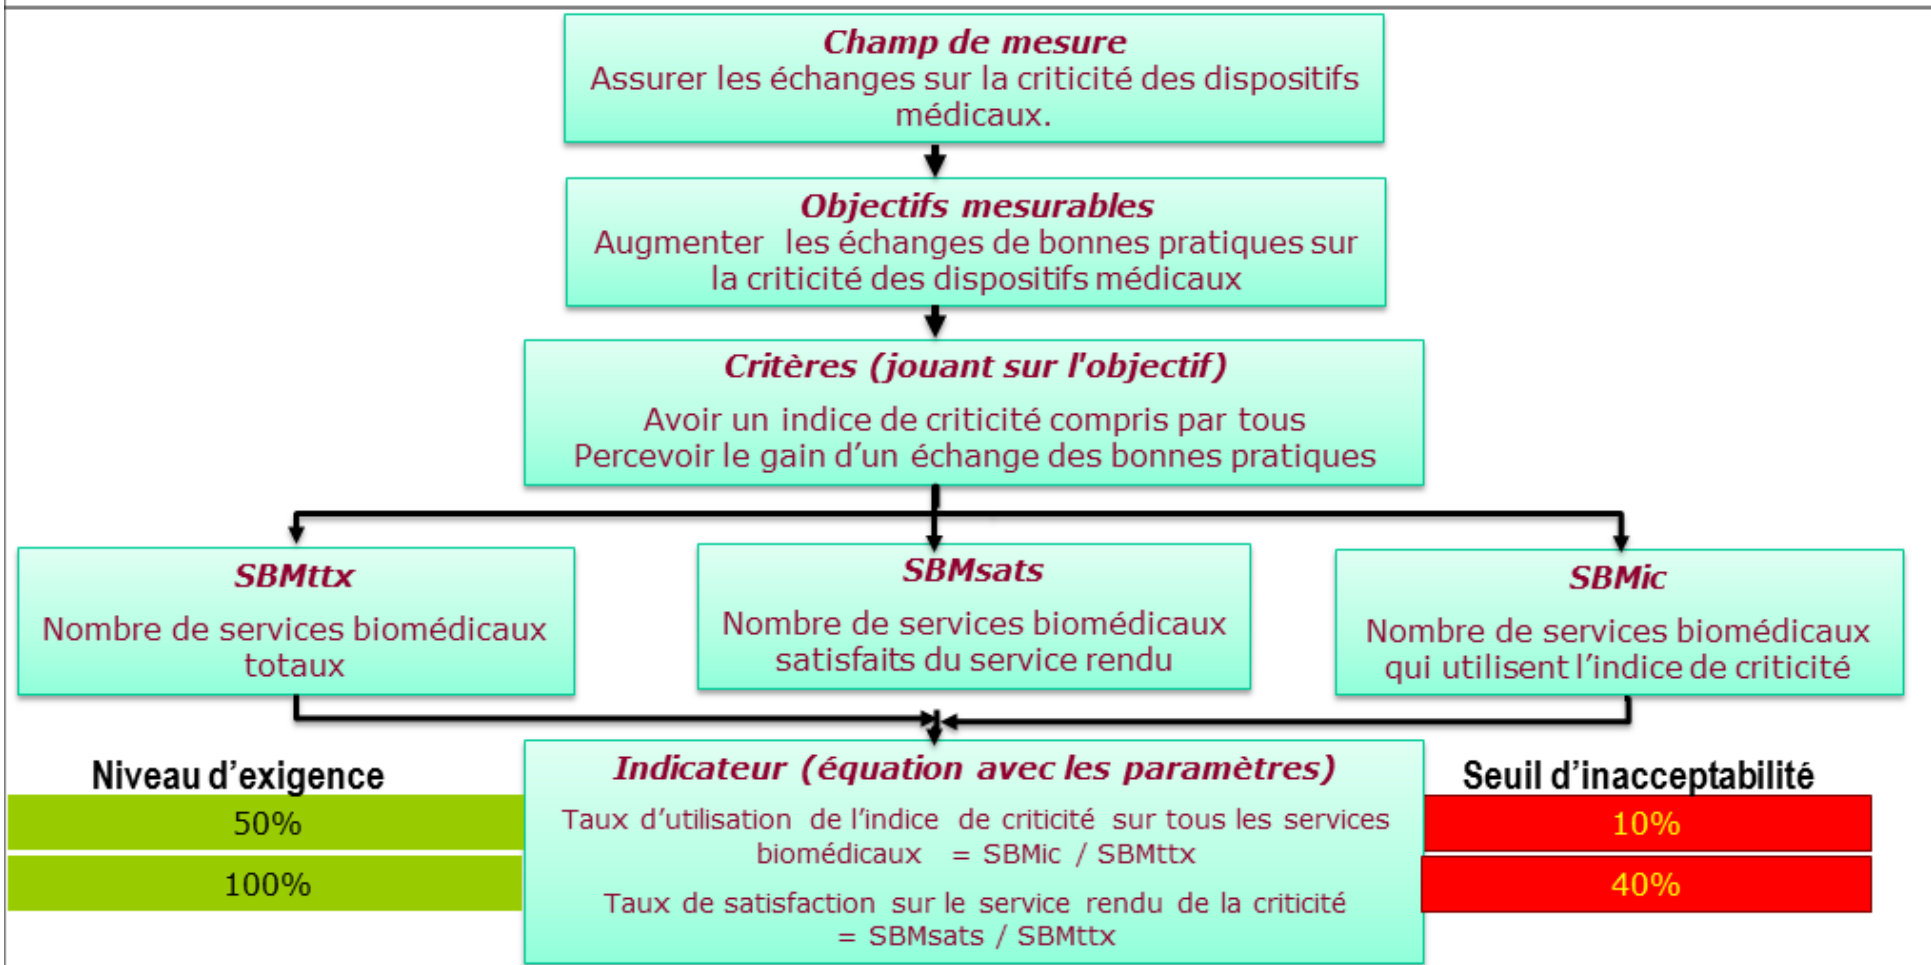 Champ de mesure
Assurer les échanges sur la criticité des dispositifs
médicaux.
Objectifs mesurables
Augmenter les échanges de bonnes pratiques sur
la criticité des dispositifs médicaux
Critères (jouant sur l'objectif)
Avoir un indice de criticité compris par tous
Percevoir le gain d’un échange des bonnes pratiques
SBMttx
Nombre de services biomédicaux
totaux
SBMsats
Nombre de services biomédicaux
satisfaits du service rendu
SBMic
Nombre de services biomédicaux
qui utilisent l’indice de criticité
Niveau d’exigence
50%
100%
Indicateur (équation avec les paramètres)
Taux d’utilisation de l’indice de criticité sur tous les services
biomédicaux = SBMic / SBMttx
Taux de satisfaction sur le service rendu de la criticité
= SBMsats / SBMttx
Seuil d’inacceptabilité
10%
40%